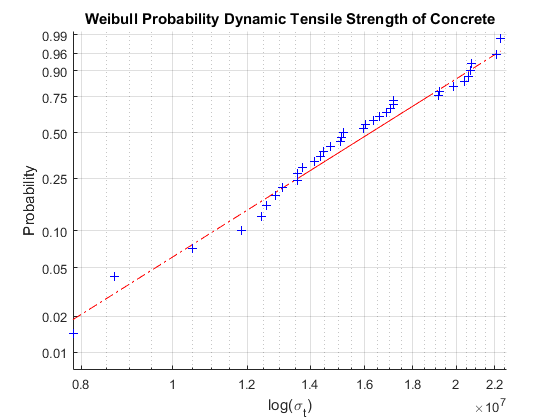 Weibull Probability Dynamic Tensile Strength of Concrete
0.99
0.96
0.90
0.75
0.50
0.25
0.10
0.05
0.02
0.01
Probability
0.8 1 1.2 1.4 1.6 1.8 2 2.2
log(σt)
×10^7